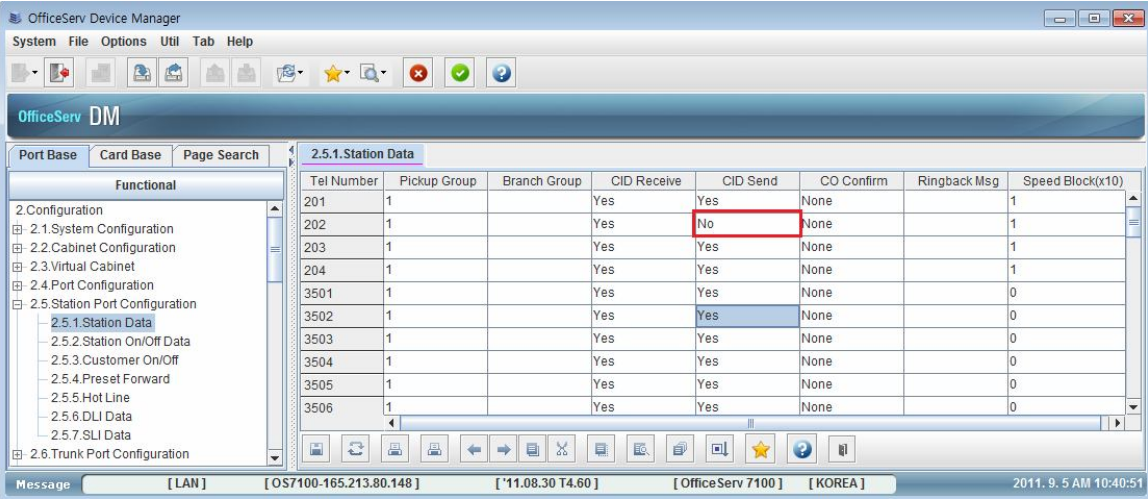 OfficeServ Device Manager
System File Options Util Tab Help
OfficeServ DM
Port Base Card Base Page Search
Functional
2.Configuration
2.1.System Configuration
2.2.Cabinet Configuration
2.3.Virtual Cabinet
2.4.Port Configuration
2.5.Station Port Configuration
2.5.1.Station Data
2.5.2.Station On/Off Data
2.5.3.Customer On/Off
2.5.4.Preset Forward
2.5.5.Hot Line
2.5.6.DLI Data
2.5.7.SLI Data
2.6.Trunk Port Configuration
2.5.1.Station Data
Tel Number Pickup Group Branch Group CID Receive CID Send CO Confirm Ringback Msg Speed Block(x10)
201 1 Yes Yes None 1
202 1 Yes No None 1
203 1 Yes Yes None 1
204 1 Yes Yes None 1
3501 1 Yes Yes None 0
3502 1 Yes Yes None 0
3503 1 Yes Yes None 0
3504 1 Yes Yes None 0
3505 1 Yes Yes None 0
3506 1 Yes Yes None 0
Message [ LAN ] [ OS7100-165.213.80.148 ] [ '11.08.30 T4.60 ] [ OfficeServ 7100 ] [ KOREA ] 2011. 9. 5 AM 10:40:51